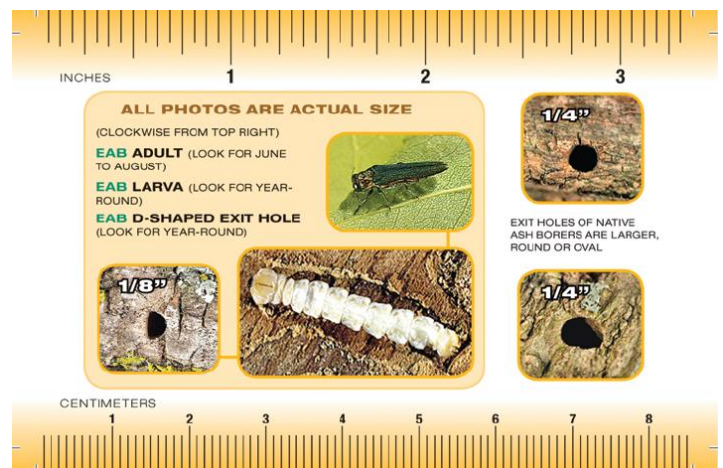 INCHES 1 2 3
ALL PHOTOS ARE ACTUAL SIZE
(CLOCKWISE FROM TOP RIGHT)
EAB ADULT (LOOK FOR JUNE
TO AUGUST)
EAB LARVA (LOOK FOR YEAR-
ROUND)
EAB D-SHAPED EXIT HOLE
(LOOK FOR YEAR-ROUND)
1/8”
1/4”
EXIT HOLES OF NATIVE
ASH BORERS ARE LARGER,
ROUND OR OVAL
1/4”
CENTIMETERS
1 2 3 4 5 6 7 8